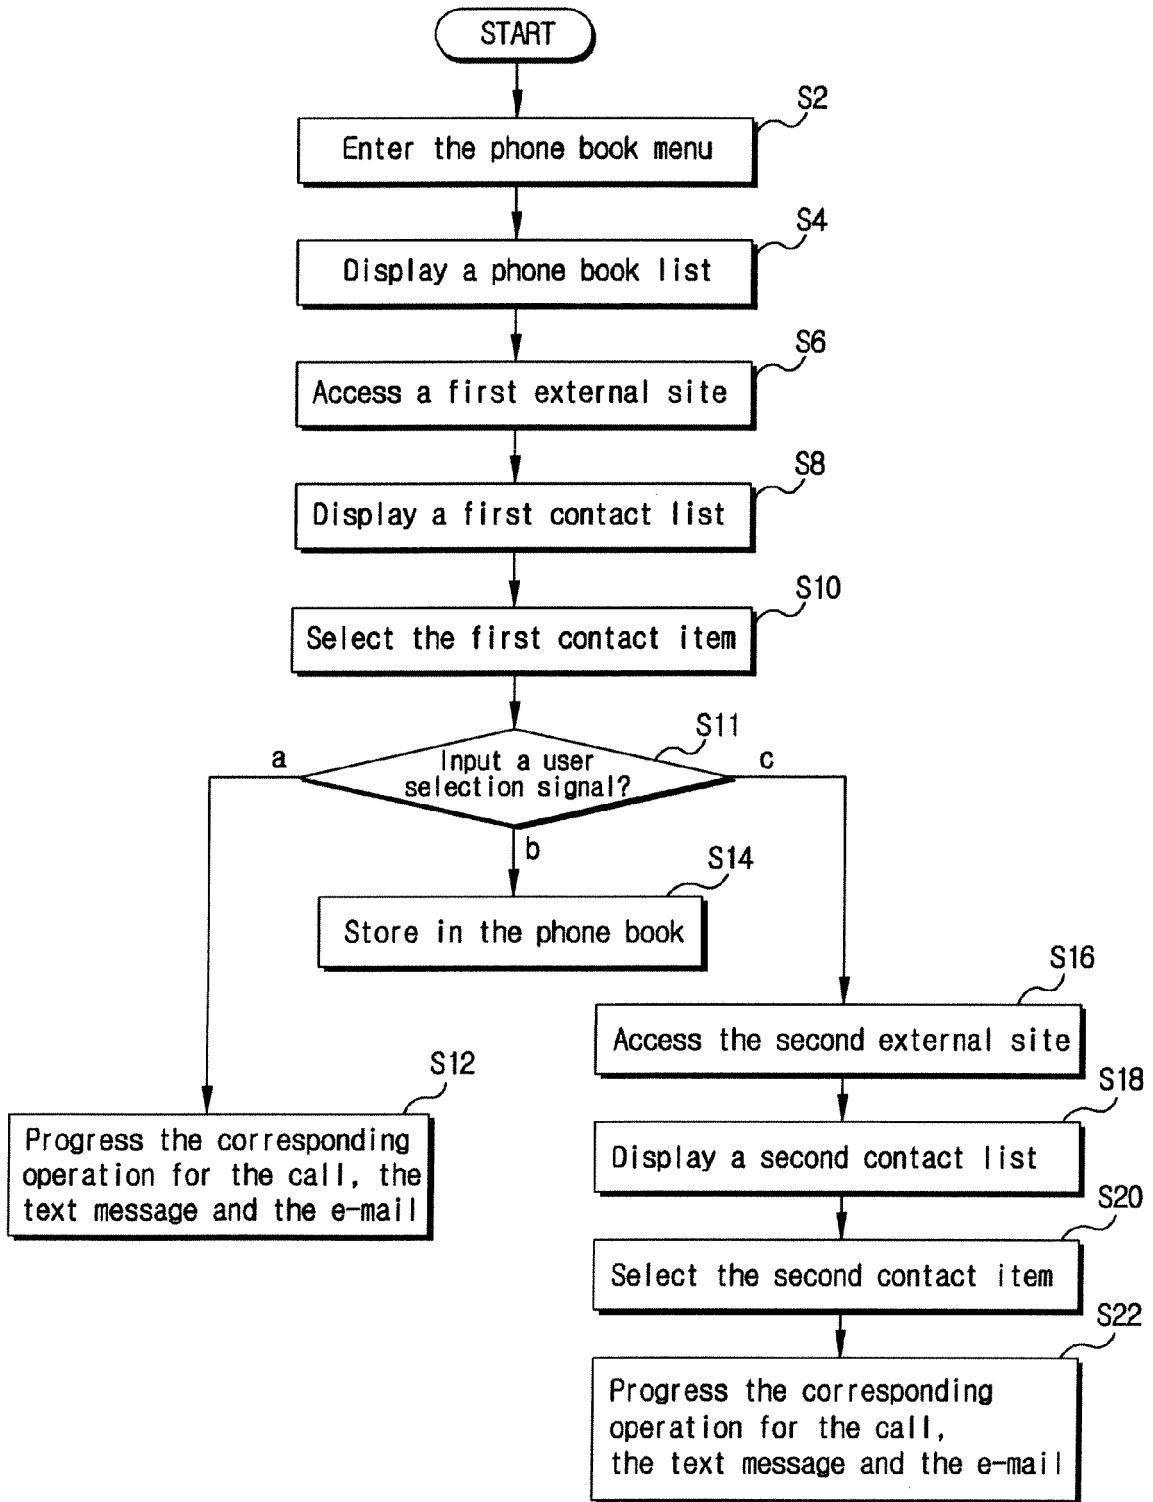 START
S2
Enter the phone book menu
S4
Display a phone book list
S6
Access a first external site
S8
Display a first contact list
S10
Select the first contact item
S11
a
Input a user
selection signal?
c
b
S14
Store in the phone book
S16
Access the second external site
S12
Progress the corresponding
operation for the call, the
text message and the e-mail
S18
Display a second contact list
S20
Select the second contact item
S22
Progress the corresponding
operation for the call,
the text message and the e-mail